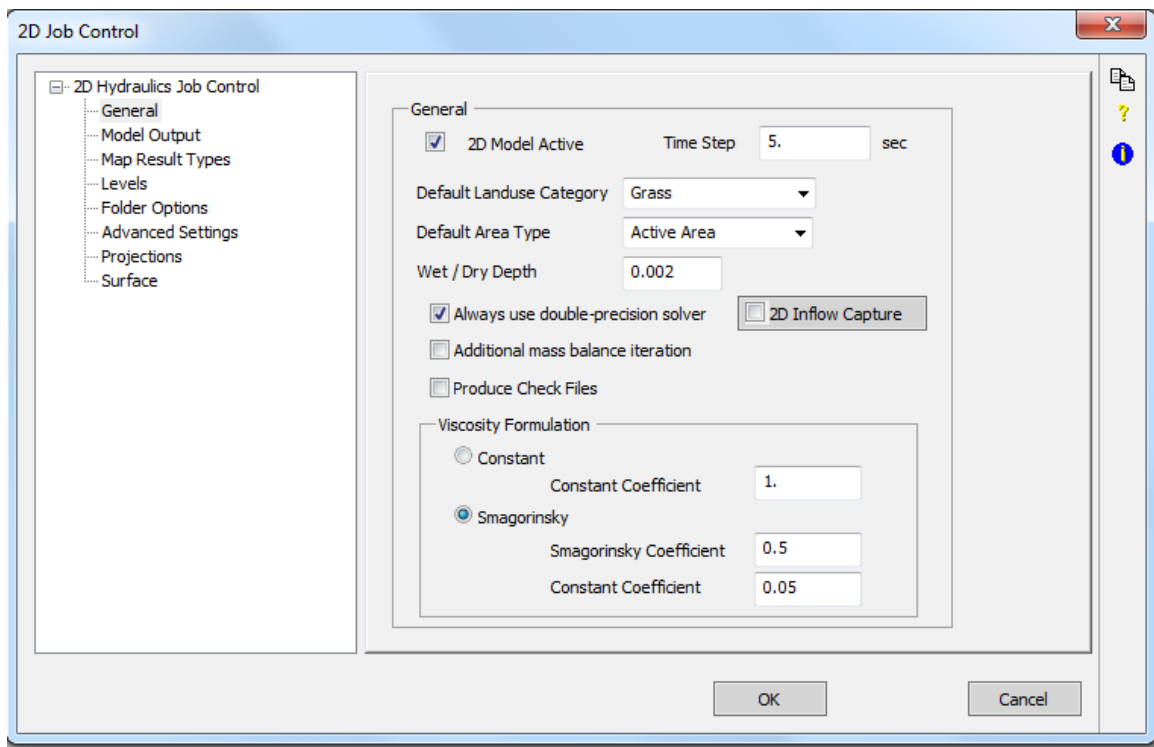 2D Job Control
2D Hydraulics Job Control
General
Model Output
Map Result Types
Levels
Folder Options
Advanced Settings
Projections
Surface
General
2D Model Active Time Step 5. sec
Default Landuse Category Grass
Default Area Type Active Area
Wet / Dry Depth 0.002
Always use double-precision solver 2D Inflow Capture
Additional mass balance iteration
Produce Check Files
Viscosity Formulation
Constant
Constant Coefficient 1.
Smagorinsky
Smagorinsky Coefficient 0.5
Constant Coefficient 0.05
OK Cancel